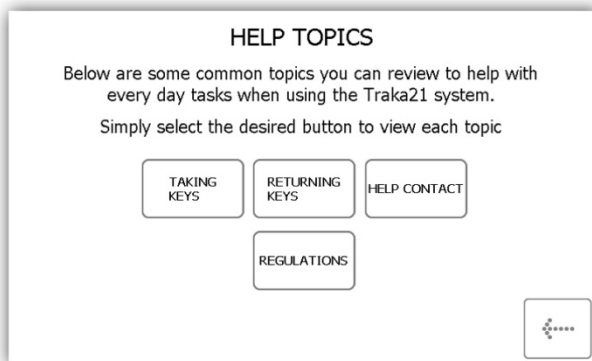 HELP TOPICS
Below are some common topics you can review to help with
every day tasks when using the Traka21 system.
Simply select the desired button to view each topic
TAKING
KEYS
RETURNING
KEYS
HELP CONTACT
REGULATIONS